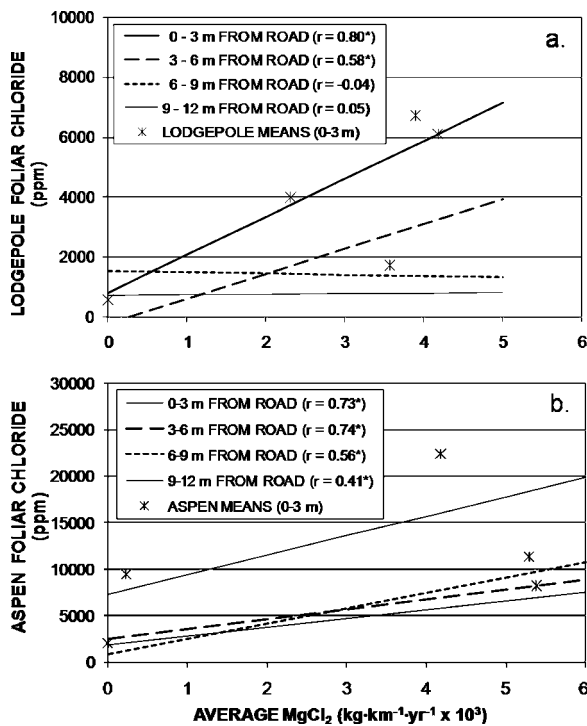 a.
0 - 3 m FROM ROAD (r = 0.80*)
3 - 6 m FROM ROAD (r = 0.58*)
6 - 9 m FROM ROAD (r = -0.04)
9 - 12 m FROM ROAD (r = 0.05)
LODGEPOLE MEANS (0-3 m)
LODGEPOLE FOLIAR CHLORIDE
(ppm)
10000
8000
6000
4000
2000
0
0 1 2 3 4 5 6
b.
0-3 m FROM ROAD (r = 0.73*)
3-6 m FROM ROAD (r = 0.74*)
6-9 m FROM ROAD (r = 0.56*)
9-12 m FROM ROAD (r = 0.41*)
ASPEN MEANS (0-3 m)
ASPEN FOLIAR CHLORIDE
(ppm)
30000
25000
20000
15000
10000
5000
0
0 1 2 3 4 5 6
AVERAGE MgCl₂ (kg·km⁻¹·yr⁻¹ x 10³)